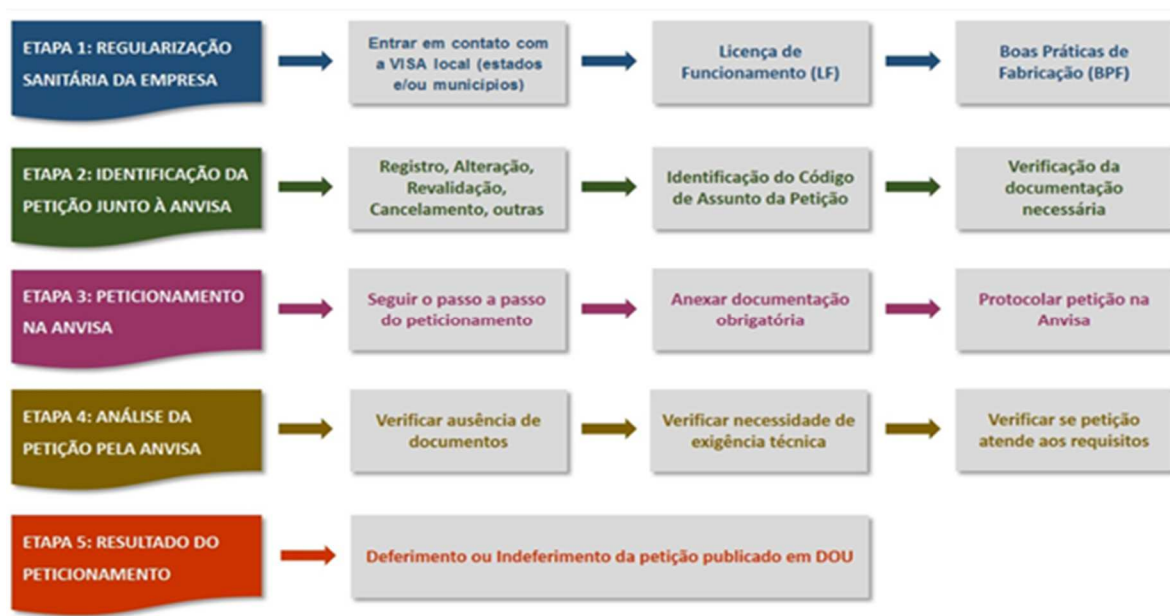 ETAPA 1: REGULARIZAÇÃO
SANITÁRIA DA EMPRESA
Entrar em contato com
a VISA local (estados
e/ou municípios)
Licença de
Funcionamento (LF)
Boas Práticas de
Fabricação (BPF)
ETAPA 2: IDENTIFICAÇÃO DA
PETIÇÃO JUNTO À ANVISA
Registro, Alteração,
Revalidação,
Cancelamento, outras
Identificação do Código
de Assunto da Petição
Verificação da
documentação
necessária
ETAPA 3: PETICIONAMENTO
NA ANVISA
Seguir o passo a passo
do peticionamento
Anexar documentação
obrigatória
Protocolar petição na
Anvisa
ETAPA 4: ANÁLISE DA
PETIÇÃO PELA ANVISA
Verificar ausência de
documentos
Verificar necessidade de
exigência técnica
Verificar se petição
atende aos requisitos
ETAPA 5: RESULTADO DO
PETICIONAMENTO
Deferimento ou Indeferimento da petição publicado em DOU